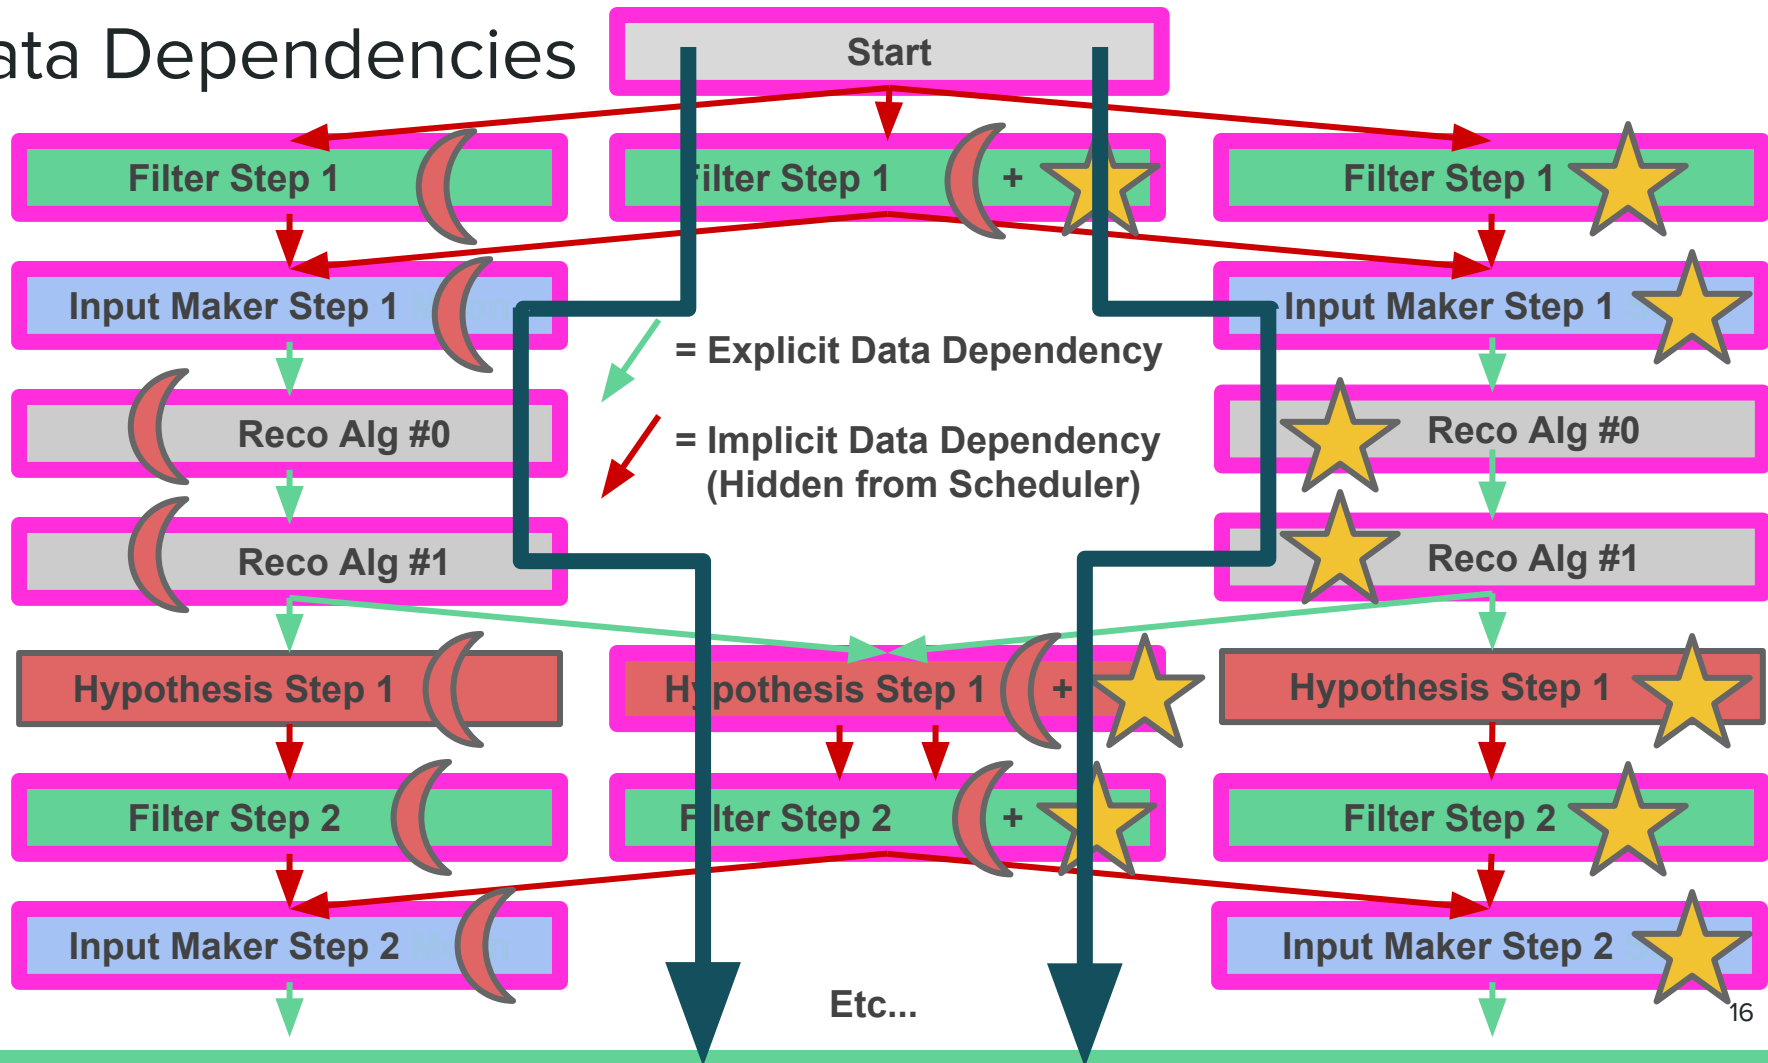 ata Dependencies
Start
Filter Step 1
Filter Step 1
+
Filter Step 1
Input Maker Step 1
Input Maker Step 1
= Explicit Data Dependency
= Implicit Data Dependency
(Hidden from Scheduler)
Reco Alg #0
Reco Alg #0
Reco Alg #1
Reco Alg #1
Hypothesis Step 1
Hypothesis Step 1
+
Hypothesis Step 1
Filter Step 2
Filter Step 2
+
Filter Step 2
Input Maker Step 2
Input Maker Step 2
Etc...
16